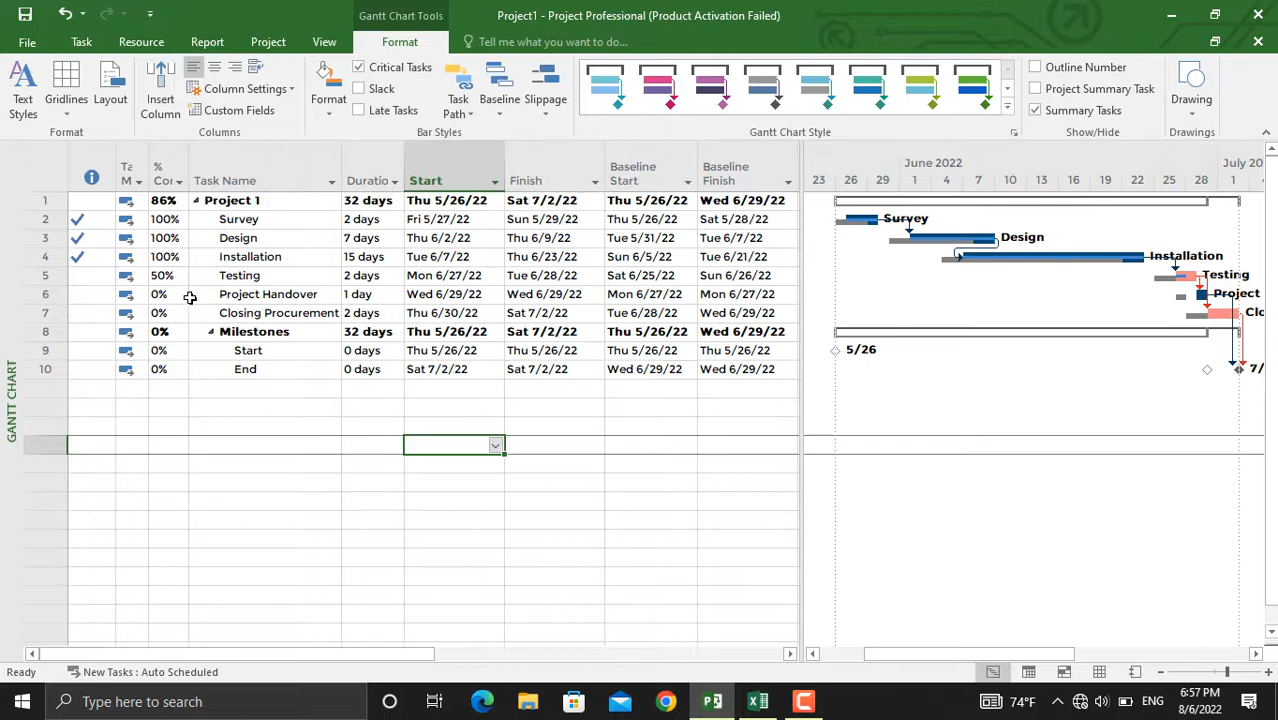 Gantt Chart Tools
Project1 - Project Professional (Product Activation Failed)
File Task Resource Report Project View Format Tell me what you want to do...
Text Styles
Gridlines
Layout
Format
Insert Column
Column Settings
Custom Fields
Columns
Format
Critical Tasks
Slack
Late Tasks
Task Path
Baseline
Slippage
Bar Styles
Gantt Chart Style
Outline Number
Project Summary Task
Summary Tasks
Show/Hide
Drawing
Drawings
Ta M
% Cor
Task Name
Duratio
Start
Finish
Baseline Start
Baseline Finish
June 2022 July 20
23 26 29 1 4 7 10 13 16 19 22 25 28 1 4
1 86% Project 1 32 days Thu 5/26/22 Sat 7/2/22 Thu 5/26/22 Wed 6/29/22
2 100% Survey 2 days Fri 5/27/22 Sun 5/29/22 Thu 5/26/22 Sat 5/28/22 Survey
3 100% Design 7 days Thu 6/2/22 Thu 6/9/22 Tue 5/31/22 Tue 6/7/22 Design
4 100% Installation 15 days Tue 6/7/22 Thu 6/23/22 Sun 6/5/22 Tue 6/21/22 Installation
5 50% Testing 2 days Mon 6/27/22 Tue 6/28/22 Sat 6/25/22 Sun 6/26/22 Testing
6 0% Project Handover 1 day Wed 6/29/22 Wed 6/29/22 Mon 6/27/22 Mon 6/27/22 Project
7 0% Closing Procurement 2 days Thu 6/30/22 Sat 7/2/22 Tue 6/28/22 Wed 6/29/22 Clo
8 0% Milestones 32 days Thu 5/26/22 Sat 7/2/22 Thu 5/26/22 Wed 6/29/22
9 0% Start 0 days Thu 5/26/22 Thu 5/26/22 Thu 5/26/22 Thu 5/26/22 5/26
10 0% End 0 days Sat 7/2/22 Sat 7/2/22 Wed 6/29/22 Wed 6/29/22 7/
GANTT CHART
Ready New Tasks : Auto Scheduled
Type here to search
74°F
ENG
6:57 PM
8/6/2022